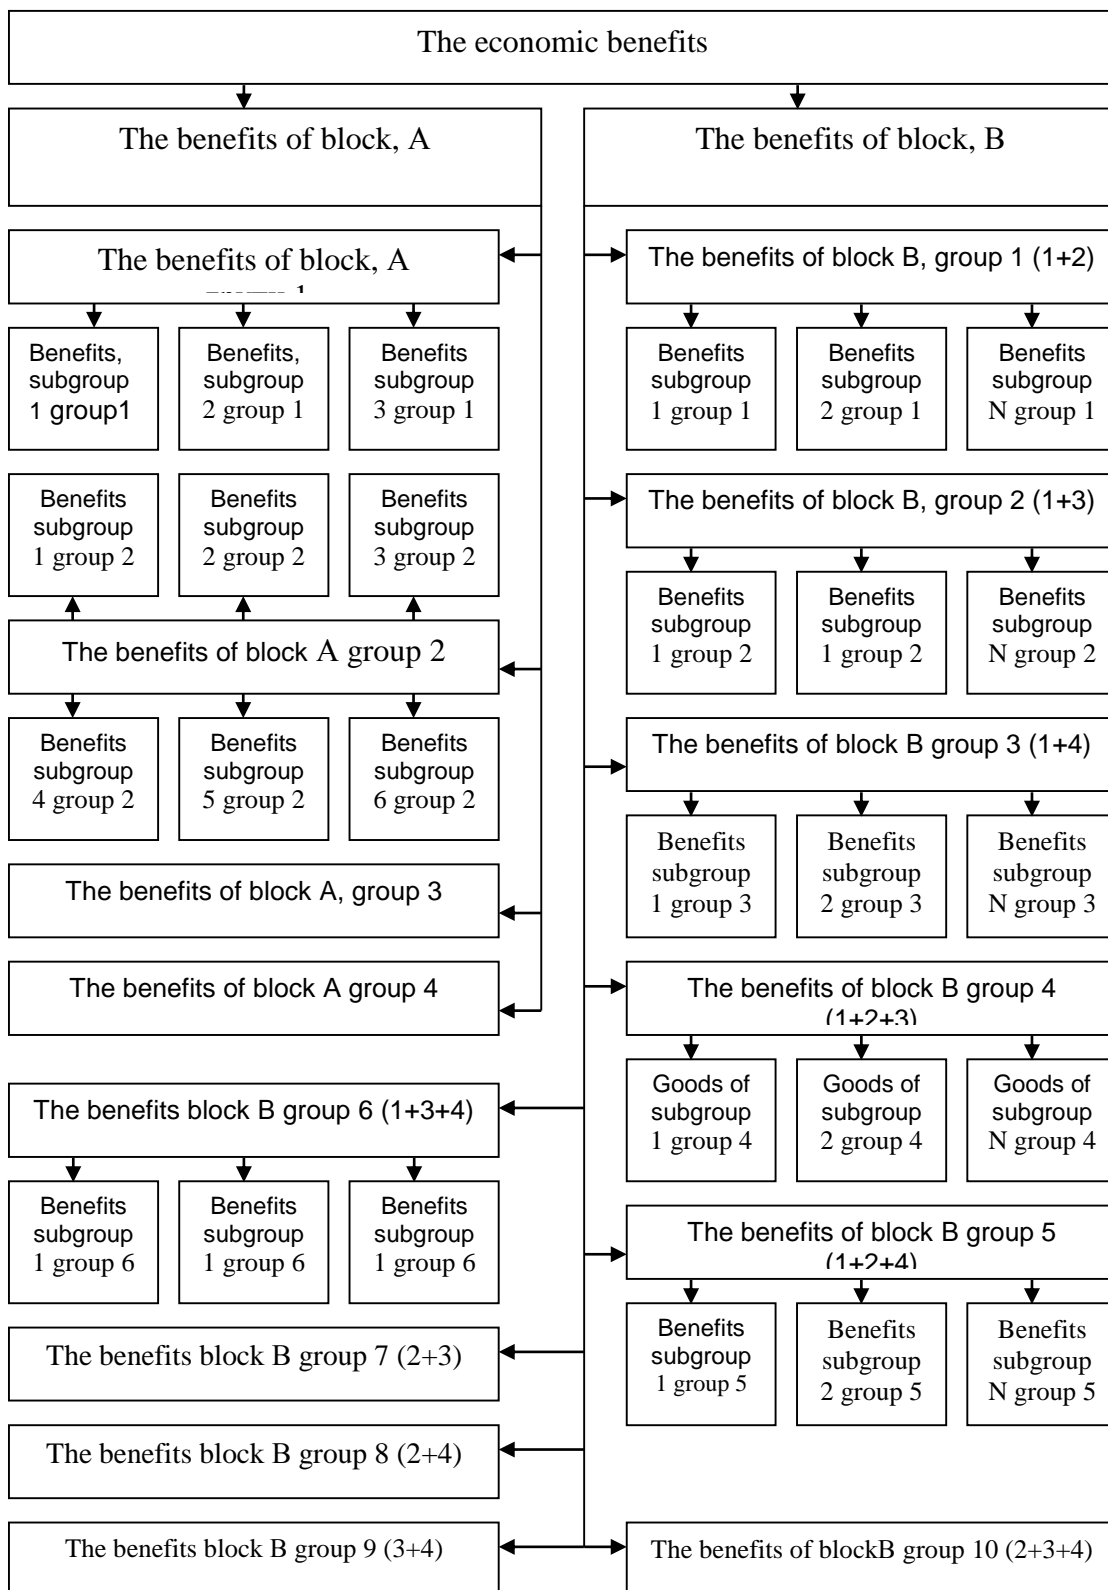 The economic benefits
The benefits of block, A
The benefits of block, B
The benefits of block, A
The benefits of block B, group 1 (1+2)
Benefits,
subgroup
1 group1
Benefits,
subgroup
2 group 1
Benefits
subgroup
3 group 1
Benefits
subgroup
1 group 1
Benefits
subgroup
2 group 1
Benefits
subgroup
N group 1
Benefits
subgroup
1 group 2
Benefits
subgroup
2 group 2
Benefits
subgroup
3 group 2
The benefits of block B, group 2 (1+3)
Benefits
subgroup
1 group 2
Benefits
subgroup
1 group 2
Benefits
subgroup
N group 2
The benefits of block A group 2
Benefits
subgroup
4 group 2
Benefits
subgroup
5 group 2
Benefits
subgroup
6 group 2
The benefits of block B group 3 (1+4)
Benefits
subgroup
1 group 3
Benefits
subgroup
2 group 3
Benefits
subgroup
N group 3
The benefits of block A, group 3
The benefits of block A group 4
The benefits of block B group 4
(1+2+3)
Goods of
subgroup
1 group 4
Goods of
subgroup
2 group 4
Goods of
subgroup
N group 4
The benefits block B group 6 (1+3+4)
Benefits
subgroup
1 group 6
Benefits
subgroup
1 group 6
Benefits
subgroup
1 group 6
The benefits of block B group 5
(1+2+4)
Benefits
subgroup
1 group 5
Benefits
subgroup
2 group 5
Benefits
subgroup
N group 5
The benefits block B group 7 (2+3)
The benefits block B group 8 (2+4)
The benefits block B group 9 (3+4)
The benefits of blockB group 10 (2+3+4)